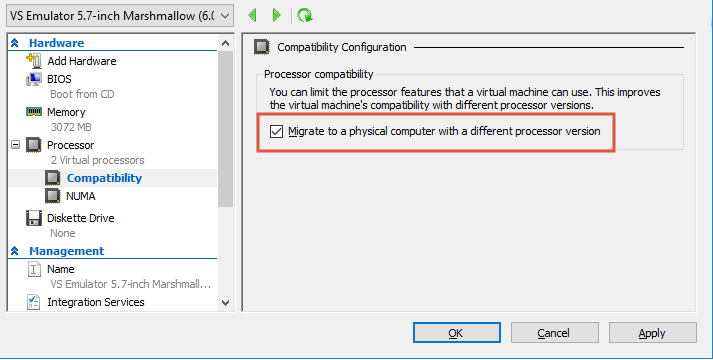 VS Emulator 5.7-inch Marshmallow (6.0
Hardware
Add Hardware
BIOS
Boot from CD
Memory
3072 MB
Processor
2 Virtual processors
Compatibility
NUMA
Diskette Drive
None
Management
Name
VS Emulator 5.7-inch Marshmall...
Integration Services
Compatibility Configuration
Processor compatibility
You can limit the processor features that a virtual machine can use. This improves
the virtual machine's compatibility with different processor versions.
Migrate to a physical computer with a different processor version
OK
Cancel
Apply